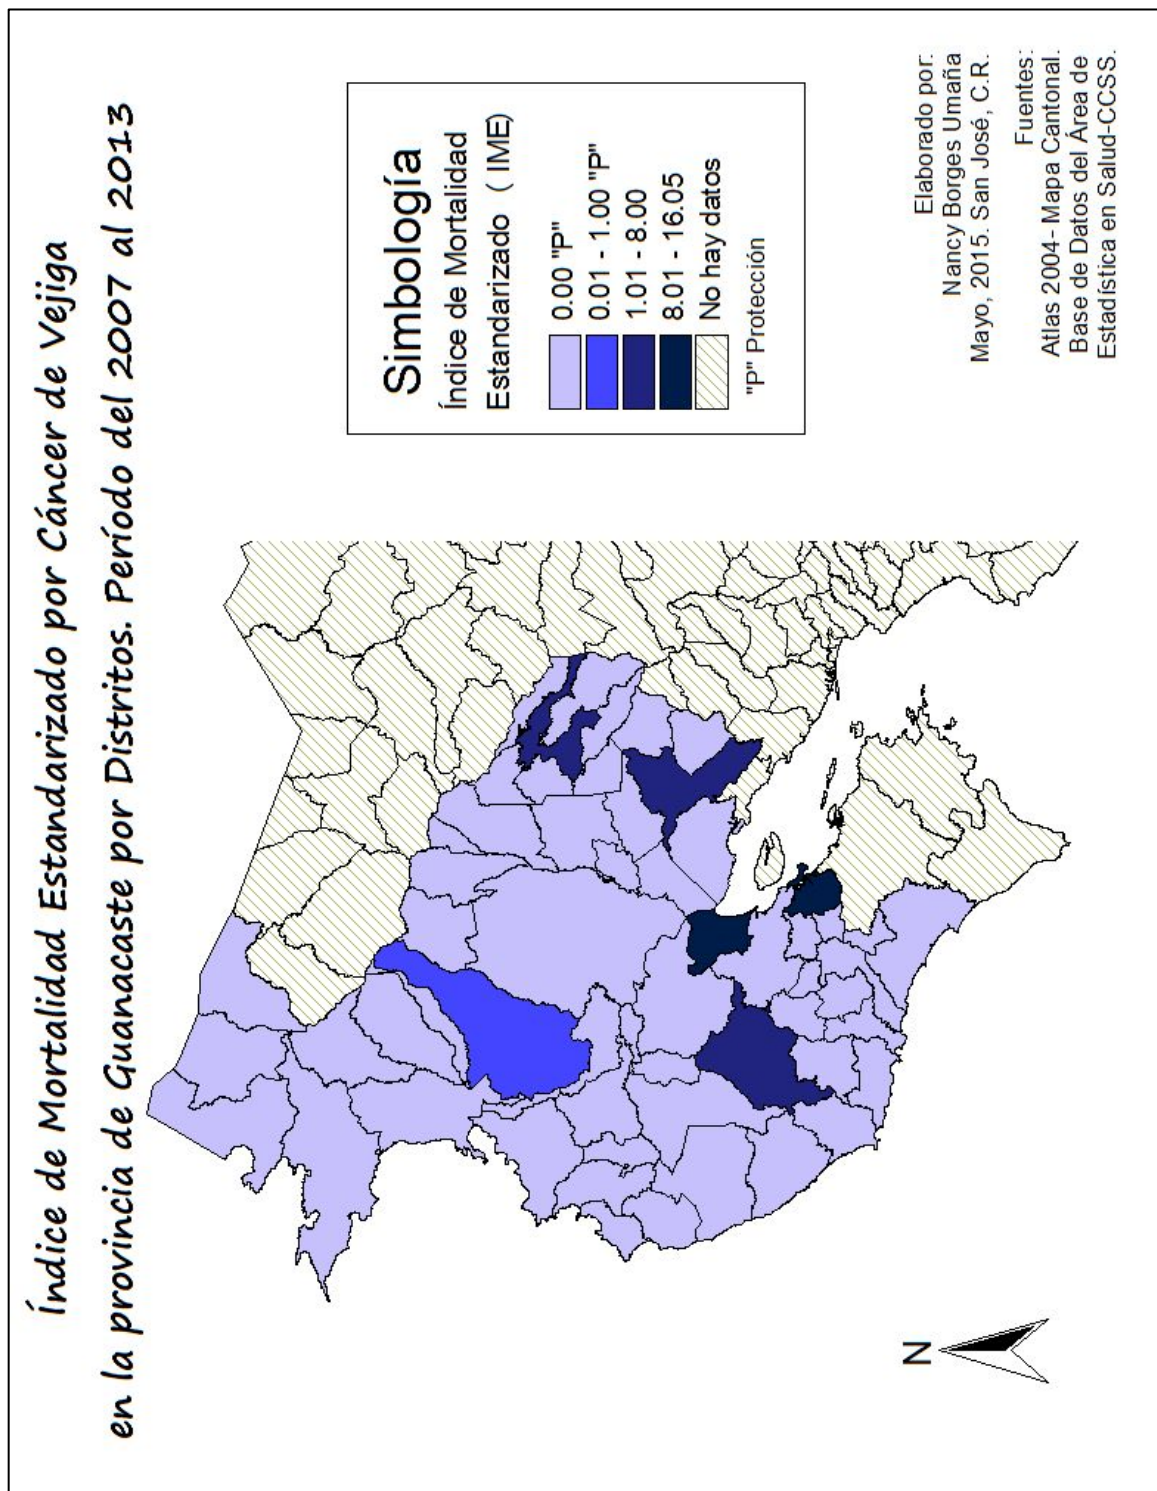 Índice de Mortalidad Estandarizado por Cáncer de Vejiga
en la provincia de Guanacaste por Distritos. Período del 2007 al 2013
Simbología
Índice de Mortalidad
Estandarizado ( IME)
0.00 "P"
0.01 - 1.00 "P"
1.01 - 8.00
8.01 - 16.05
No hay datos
"P" Protección
N
Elaborado por:
Nancy Borges Umaña
Mayo, 2015. San José, C.R.
Fuentes:
Atlas 2004- Mapa Cantonal.
Base de Datos del Área de
Estadística en Salud-CCSS.